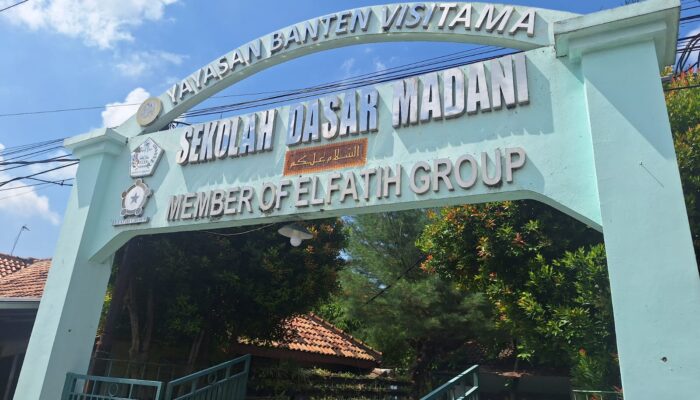 YAYASAN BANTEN VISITAMA
SEKOLAH DASAR MADANI
السلام عليكم
MEMBER OF ELFATIH GROUP